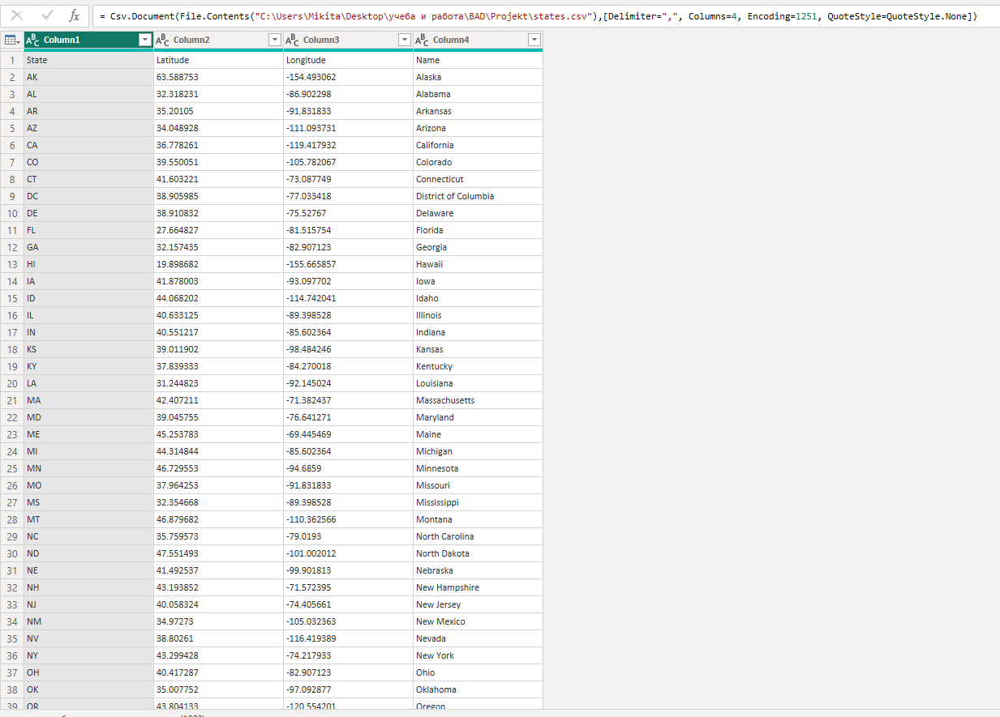 fx = Csv.Document(File.Contents("C:\Users\Mikita\Desktop\учеба и работа\BAD\Projekt\states.csv"),[Delimiter=",", Columns=4, Encoding=1251, QuoteStyle=QuoteStyle.None])
ABC Column1 ABC Column2 ABC Column3 ABC Column4
1 State Latitude Longitude Name
2 AK 63.588753 -154.493062 Alaska
3 AL 32.318231 -86.902298 Alabama
4 AR 35.20105 -91.831833 Arkansas
5 AZ 34.048928 -111.093731 Arizona
6 CA 36.778261 -119.417932 California
7 CO 39.550051 -105.782067 Colorado
8 CT 41.603221 -73.087749 Connecticut
9 DC 38.905985 -77.033418 District of Columbia
10 DE 38.910832 -75.52767 Delaware
11 FL 27.664827 -81.515754 Florida
12 GA 32.157435 -82.907123 Georgia
13 HI 19.898682 -155.665857 Hawaii
14 IA 41.878003 -93.097702 Iowa
15 ID 44.068202 -114.742041 Idaho
16 IL 40.633125 -89.398528 Illinois
17 IN 40.551217 -85.602364 Indiana
18 KS 39.011902 -98.484246 Kansas
19 KY 37.839333 -84.270018 Kentucky
20 LA 31.244823 -92.145024 Louisiana
21 MA 42.407211 -71.382437 Massachusetts
22 MD 39.045755 -76.641271 Maryland
23 ME 45.253783 -69.445469 Maine
24 MI 44.314844 -85.602364 Michigan
25 MN 46.729553 -94.6859 Minnesota
26 MO 37.964253 -91.831833 Missouri
27 MS 32.354668 -89.398528 Mississippi
28 MT 46.879682 -110.362566 Montana
29 NC 35.759573 -79.0193 North Carolina
30 ND 47.551493 -101.002012 North Dakota
31 NE 41.492537 -99.901813 Nebraska
32 NH 43.193852 -71.572395 New Hampshire
33 NJ 40.058324 -74.405661 New Jersey
34 NM 34.97273 -105.032363 New Mexico
35 NV 38.80261 -116.419389 Nevada
36 NY 43.299428 -74.217933 New York
37 OH 40.417287 -82.907123 Ohio
38 OK 35.007752 -97.092877 Oklahoma
39 OR 43.804133 -120.554201 Oregon